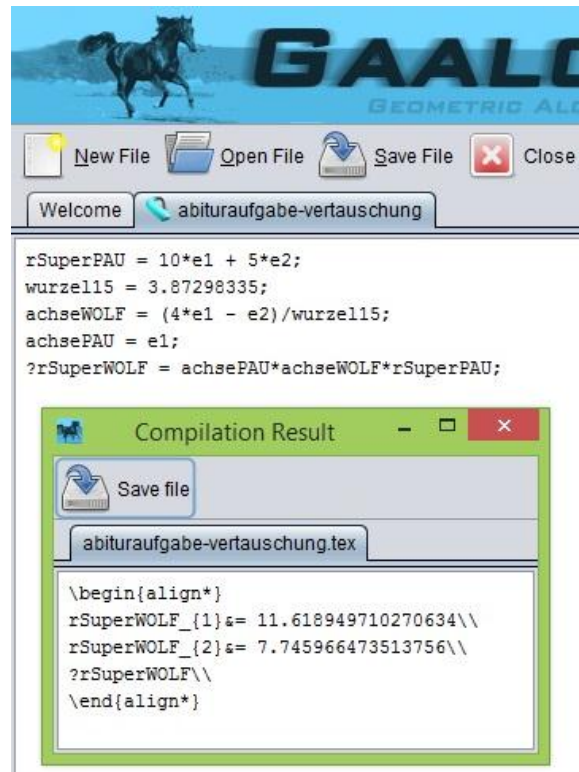 GAALO
GEOMETRIC ALG
New File Open File Save File Close
Welcome abituraufgabe-vertauschung
rSuperPAU = 10*e1 + 5*e2;
wurzel15 = 3.87298335;
achseWOLF = (4*e1 - e2)/wurzel15;
achsePAU = e1;
?rSuperWOLF = achsePAU*achseWOLF*rSuperPAU;
Compilation Result
Save file
abituraufgabe-vertauschung.tex
\begin{align*}
rSuperWOLF_{1}&= 11.618949710270634\\
rSuperWOLF_{2}&= 7.745966473513756\\
?rSuperWOLF\\
\end{align*}